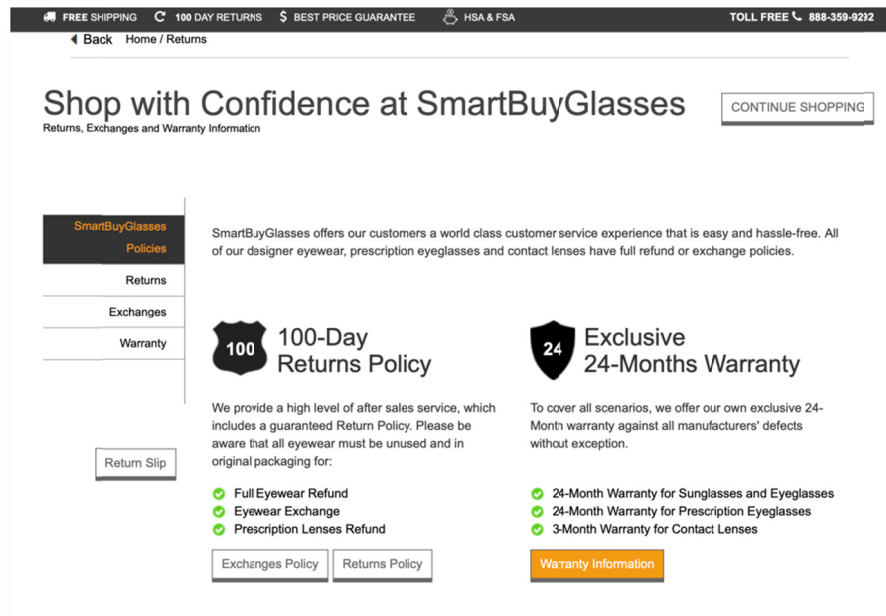 FREE SHIPPING 100 DAY RETURNS $ BEST PRICE GUARANTEE HSA & FSA TOLL FREE 888-359-9292
Back Home / Returns
Shop with Confidence at SmartBuyGlasses
CONTINUE SHOPPING
Returns, Exchanges and Warranty Information
SmartBuyGlasses
Policies
Returns
Exchanges
Warranty
Return Slip
SmartBuyGlasses offers our customers a world class customer service experience that is easy and hassle-free. All
of our designer eyewear, prescription eyeglasses and contact lenses have full refund or exchange policies.
100
100-Day
Returns Policy
We provide a high level of after sales service, which
includes a guaranteed Return Policy. Please be
aware that all eyewear must be unused and in
original packaging for:
Full Eyewear Refund
Eyewear Exchange
Prescription Lenses Refund
Exchanges Policy
Returns Policy
24
Exclusive
24-Months Warranty
To cover all scenarios, we offer our own exclusive 24-
Month warranty against all manufacturers' defects
without exception.
24-Month Warranty for Sunglasses and Eyeglasses
24-Month Warranty for Prescription Eyeglasses
3-Month Warranty for Contact Lenses
Warranty Information